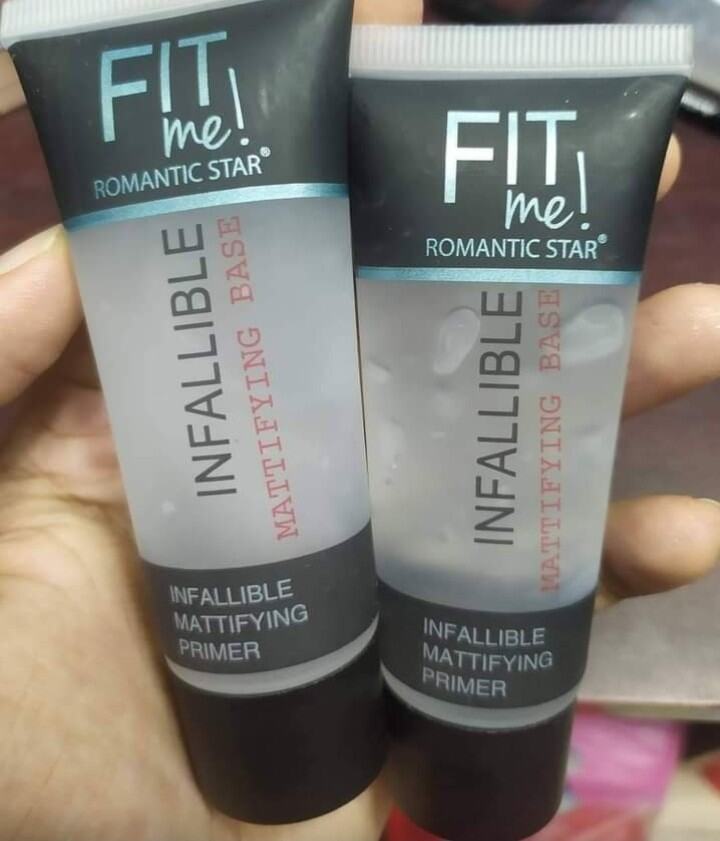 FIT
me!
ROMANTIC STAR®
INFALLIBLE
MATTIFYING BASE
INFALLIBLE
MATTIFYING
PRIMER
FIT
me!
ROMANTIC STAR®
INFALLIBLE
MATTIFYING BASE
INFALLIBLE
MATTIFYING
PRIMER